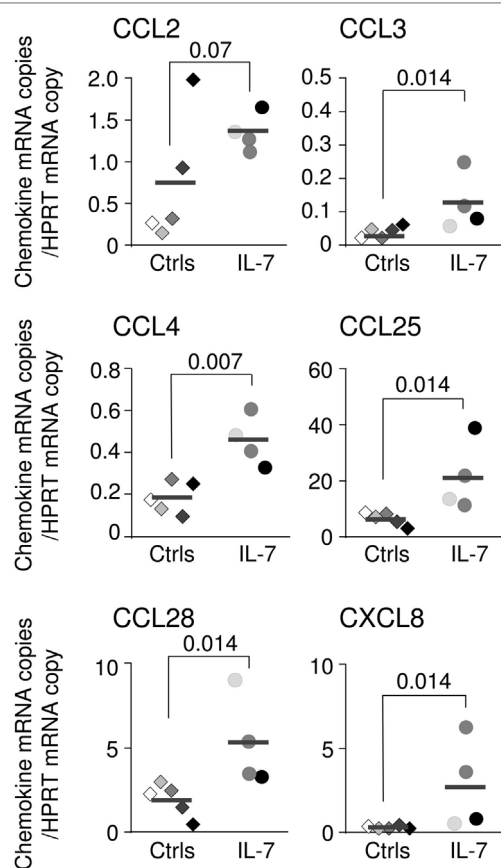 CCL2
CCL3
Chemokine mRNA copies
/HPRT mRNA copy
0.07
2.0
1.5
1.0
0.5
0
Ctrls
IL-7
0.014
0.5
0.4
0.3
0.2
0.1
0
Ctrls
IL-7
CCL4
CCL25
Chemokine mRNA copies
/HPRT mRNA copy
0.007
0.8
0.6
0.4
0.2
0
Ctrls
IL-7
0.014
60
40
20
0
Ctrls
IL-7
CCL28
CXCL8
Chemokine mRNA copies
/HPRT mRNA copy
0.014
10
5
0
Ctrls
IL-7
0.014
10
5
0
Ctrls
IL-7